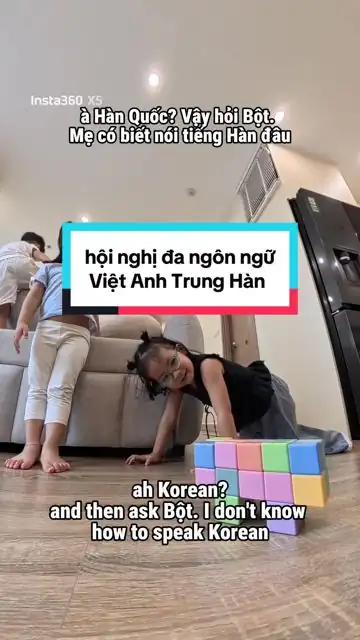 Insta360 X5
à Hàn Quốc? Vậy hỏi Bột.
Mẹ có biết nói tiếng Hàn đâu
hội nghị đa ngôn ngữ
Việt Anh Trung Hàn
ah Korean?
and then ask Bột. I don't know
how to speak Korean